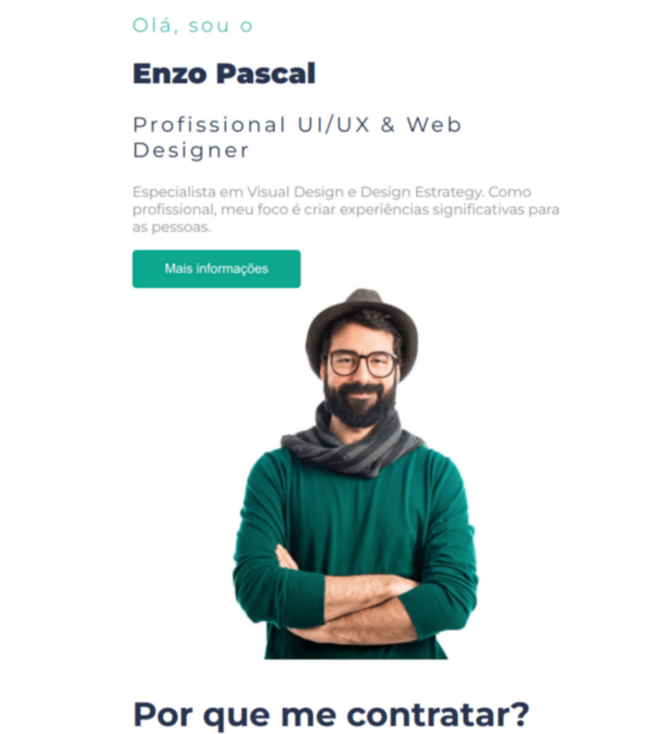 Olá, sou o
Enzo Pascal
Profissional UI/UX & Web
Designer
Especialista em Visual Design e Design Estrategy. Como
profissional, meu foco é criar experiências significativas para
as pessoas.
Mais informações
Por que me contratar?